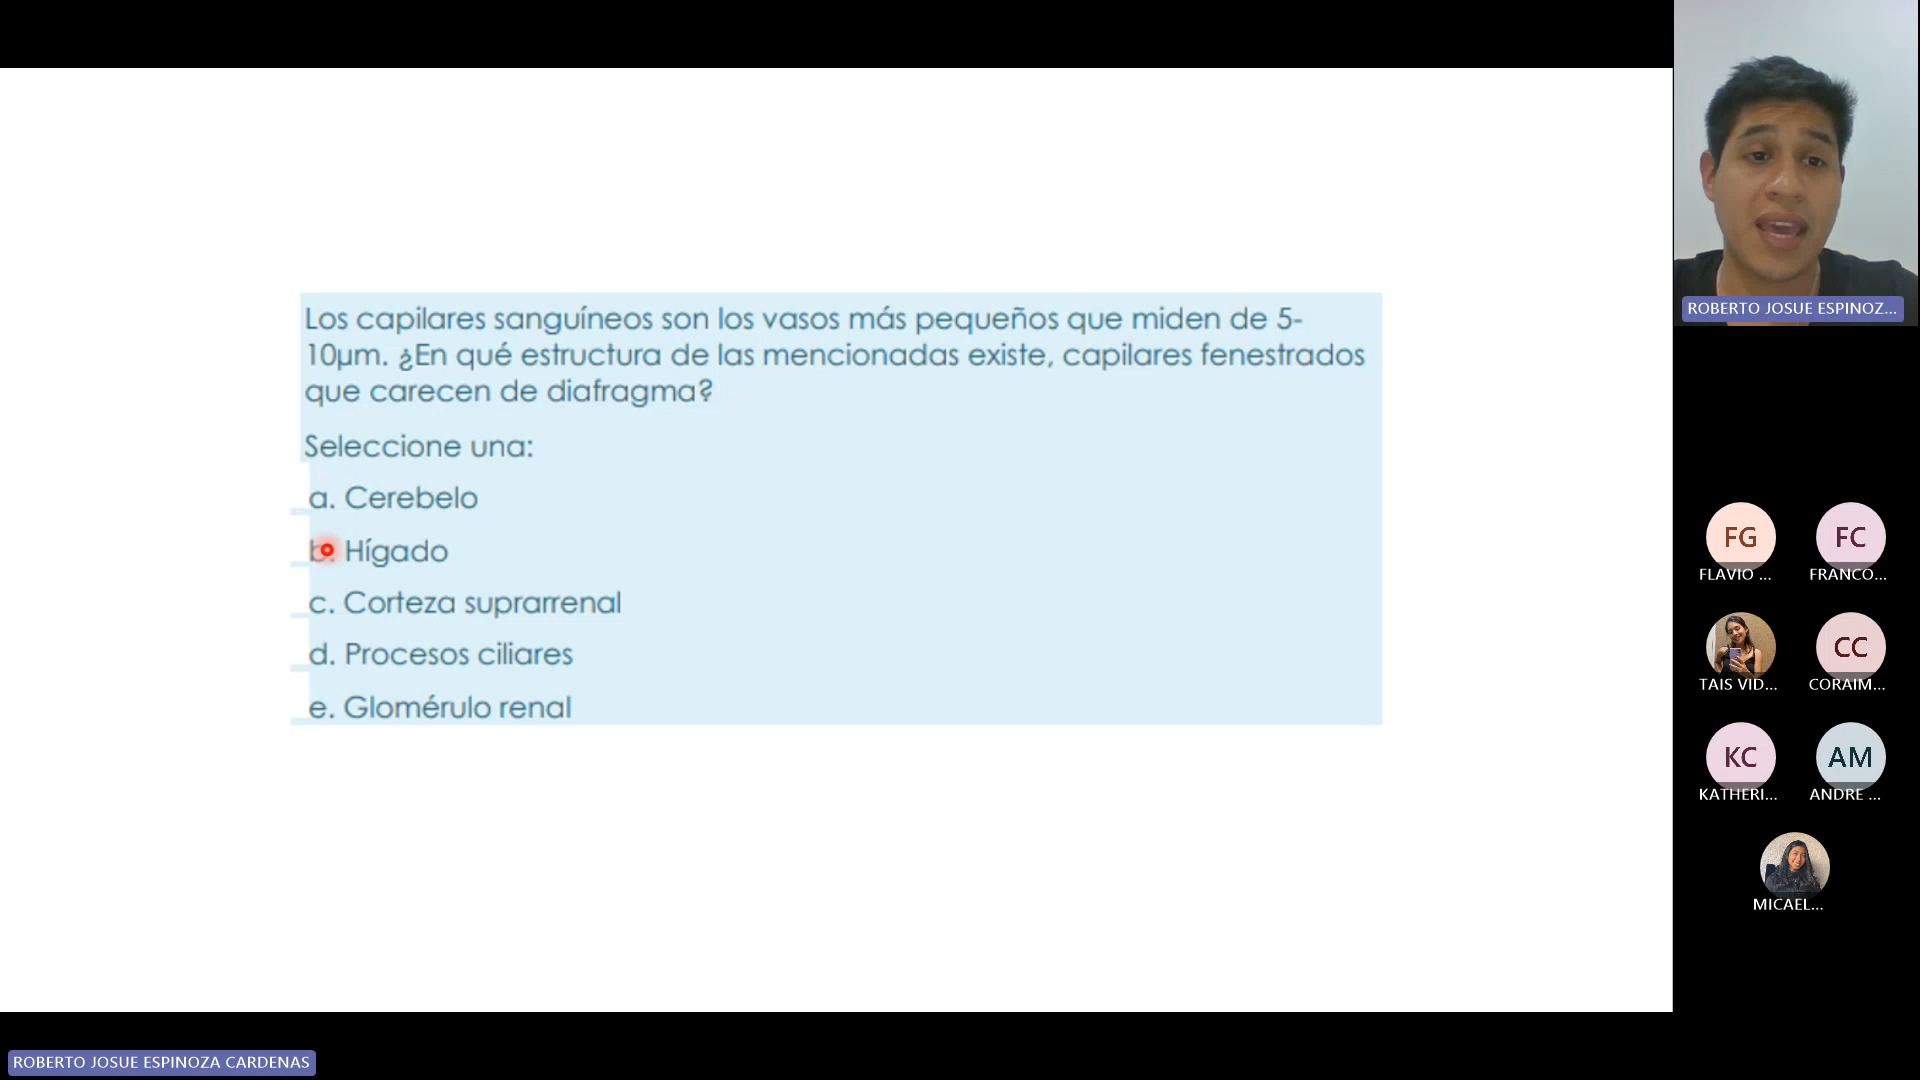 Los capilares sanguíneos son los vasos más pequeños que miden de 5-
10µm. ¿En qué estructura de las mencionadas existe, capilares fenestrados
que carecen de diafragma?
Seleccione una:
a. Cerebelo
b. Hígado
c. Corteza suprarrenal
d. Procesos ciliares
e. Glomérulo renal
ROBERTO JOSUE ESPINOZ...
FG
FLAVIO ...
FC
FRANCO...
TAIS VID...
CC
CORAIM...
KC
KATHERI...
AM
ANDRE ...
MICAEL...
ROBERTO JOSUE ESPINOZA CARDENAS